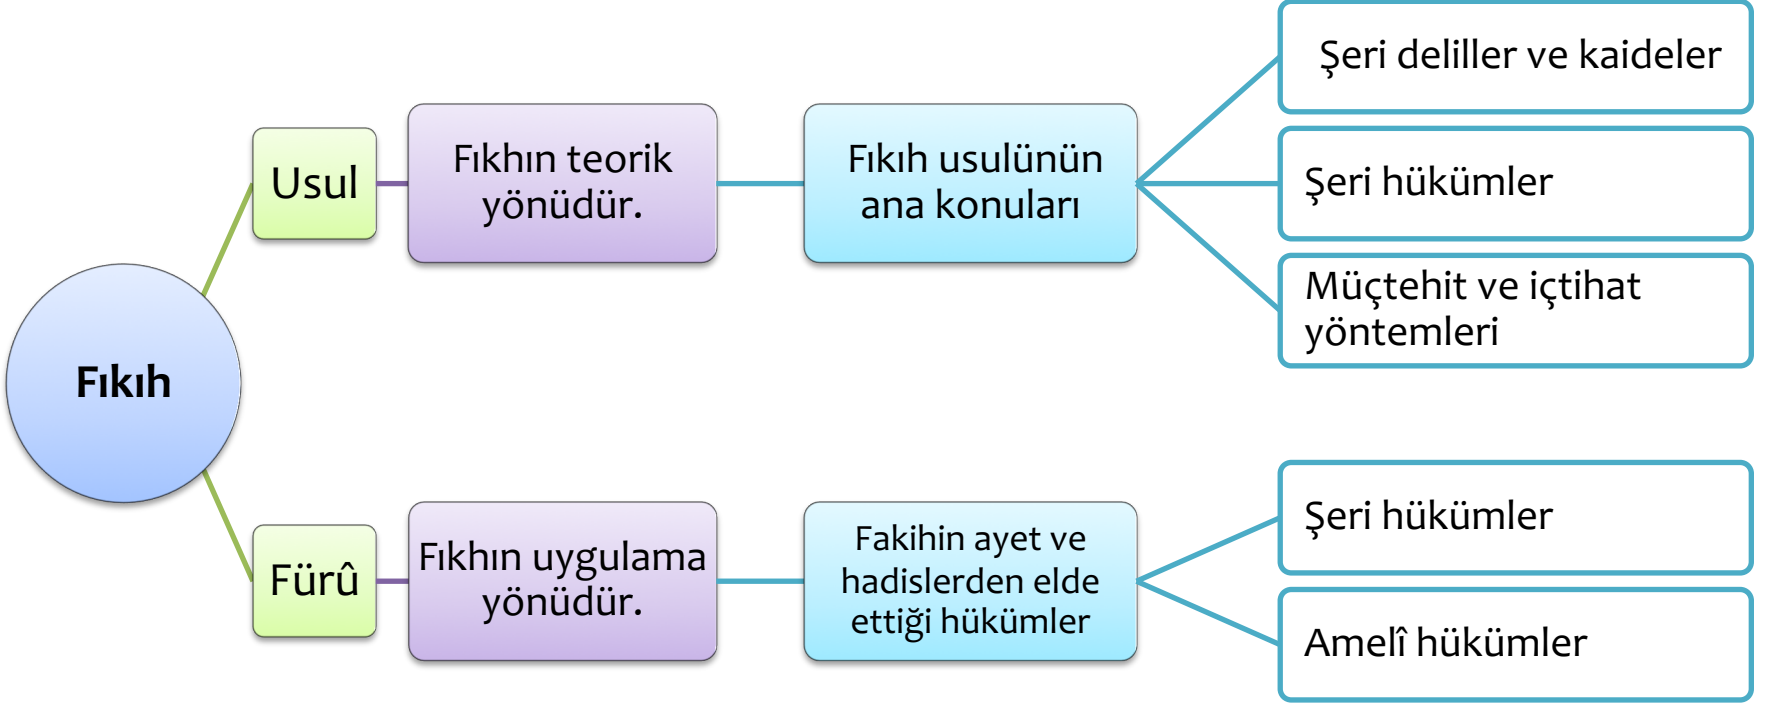 Fıkıh
Usul
Fıkhın teorik
yönüdür.
Fıkıh usulünün
ana konuları
Şeri deliller ve kaideler
Şeri hükümler
Müçtehit ve içtihat
yöntemleri
Fürû
Fıkhın uygulama
yönüdür.
Fakihin ayet ve
hadislerden elde
ettiği hükümler
Şeri hükümler
Amelî hükümler